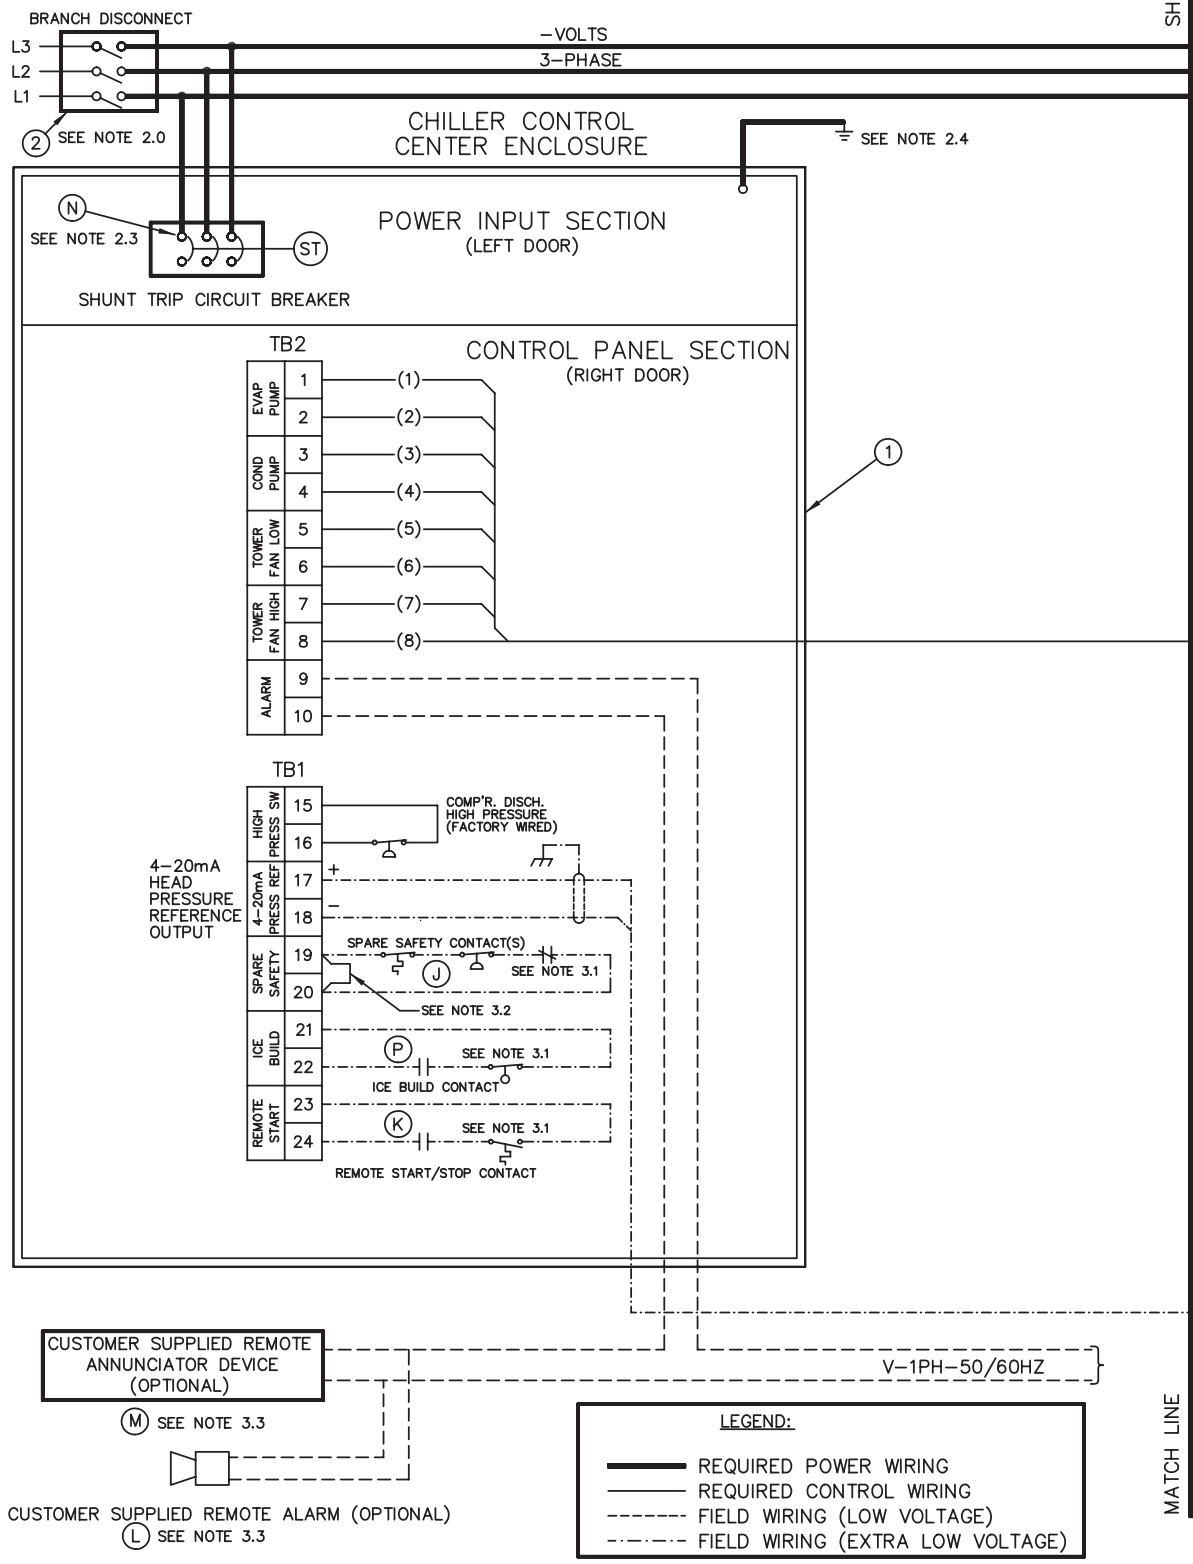 BRANCH DISCONNECT
SH
L3
L2
L1
-VOLTS
3-PHASE
2
SEE NOTE 2.0
CHILLER CONTROL
CENTER ENCLOSURE
SEE NOTE 2.4
N
SEE NOTE 2.3
POWER INPUT SECTION
(LEFT DOOR)
ST
SHUNT TRIP CIRCUIT BREAKER
TB2
CONTROL PANEL SECTION
(RIGHT DOOR)
EVAP
PUMP
1
(1)
2
(2)
COND
PUMP
3
(3)
4
(4)
TOWER
FAN LOW
5
(5)
6
(6)
TOWER
FAN HIGH
7
(7)
8
(8)
ALARM
9
10
1
TB1
HIGH
PRESS SW
15
16
COMP'R. DISCH.
HIGH PRESSURE
(FACTORY WIRED)
4-20mA
HEAD
PRESSURE
REFERENCE
OUTPUT
4-20mA
PRESS REF
17
+
18
-
SPARE
SAFETY
19
20
SPARE SAFETY CONTACT(S)
J
SEE NOTE 3.1
SEE NOTE 3.2
ICE
BUILD
21
22
P
SEE NOTE 3.1
ICE BUILD CONTACT
REMOTE
START
23
24
K
SEE NOTE 3.1
REMOTE START/STOP CONTACT
CUSTOMER SUPPLIED REMOTE
ANNUNCIATOR DEVICE
(OPTIONAL)
M
SEE NOTE 3.3
V-1PH-50/60HZ
CUSTOMER SUPPLIED REMOTE ALARM (OPTIONAL)
L
SEE NOTE 3.3
LEGEND:
REQUIRED POWER WIRING
REQUIRED CONTROL WIRING
FIELD WIRING (LOW VOLTAGE)
FIELD WIRING (EXTRA LOW VOLTAGE)
MATCH LINE